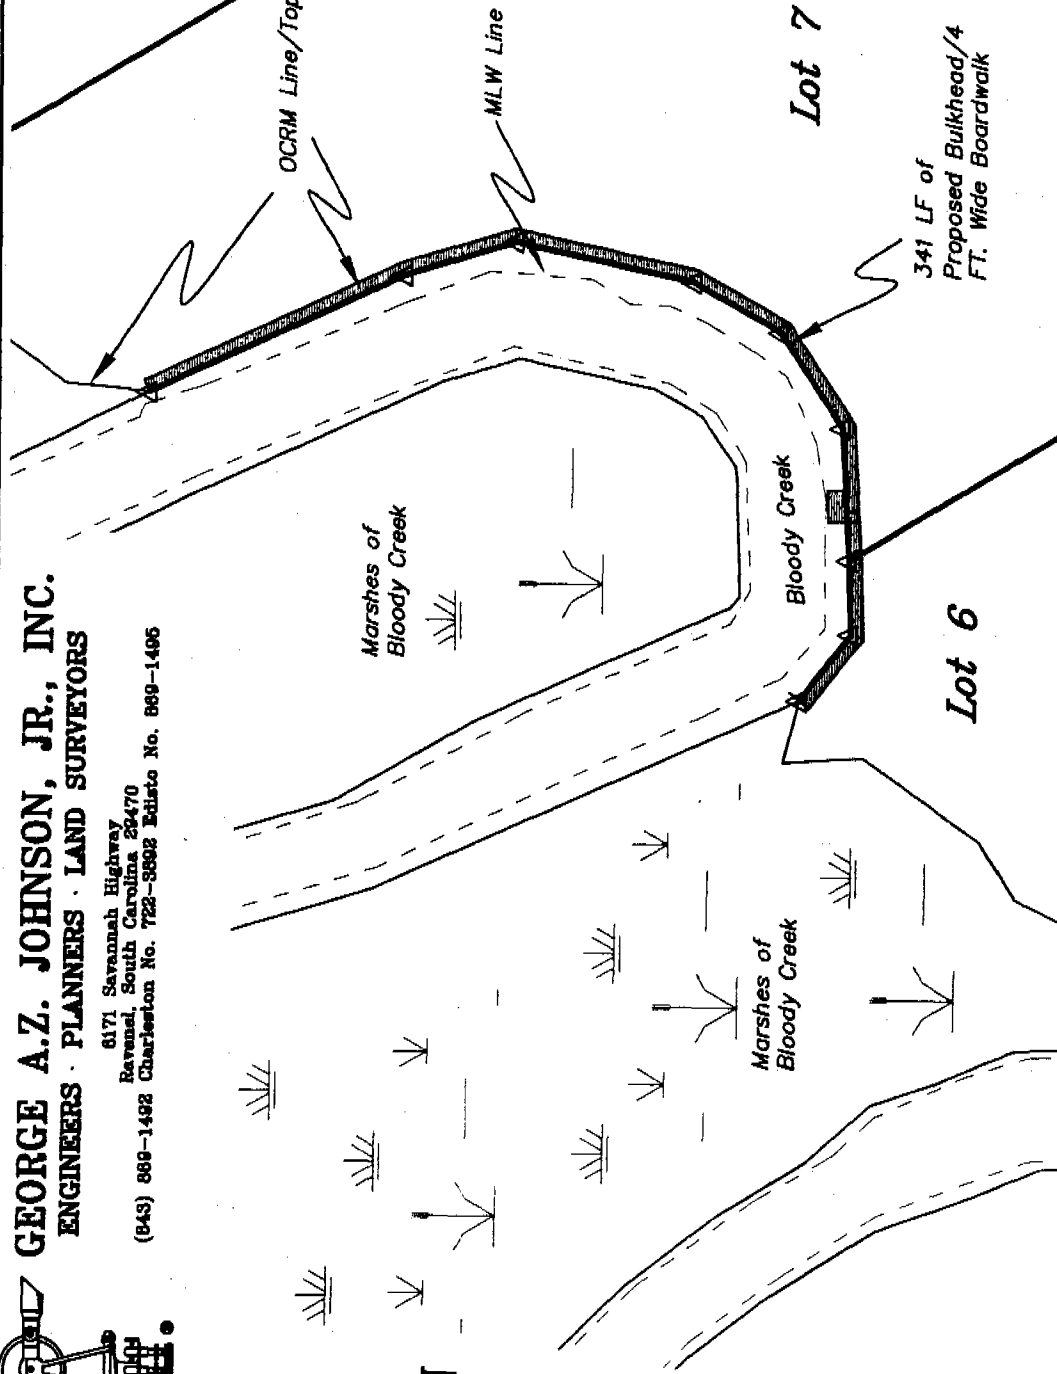 GEORGE A.Z. JOHNSON, JR., INC.
ENGINEERS · PLANNERS · LAND SURVEYORS
6171 Savannah Highway
Ravenel, South Carolina 29470
(843) 889-1492 Charleston No. 722-3892 Edisto No. 869-1495
OCRM Line/Top
MLW Line
Lot 7
341 LF of
Proposed Bulkhead/4
FT. Wide Boardwalk
Marshes of
Bloody Creek
Bloody Creek
Lot 6
Marshes of
Bloody Creek